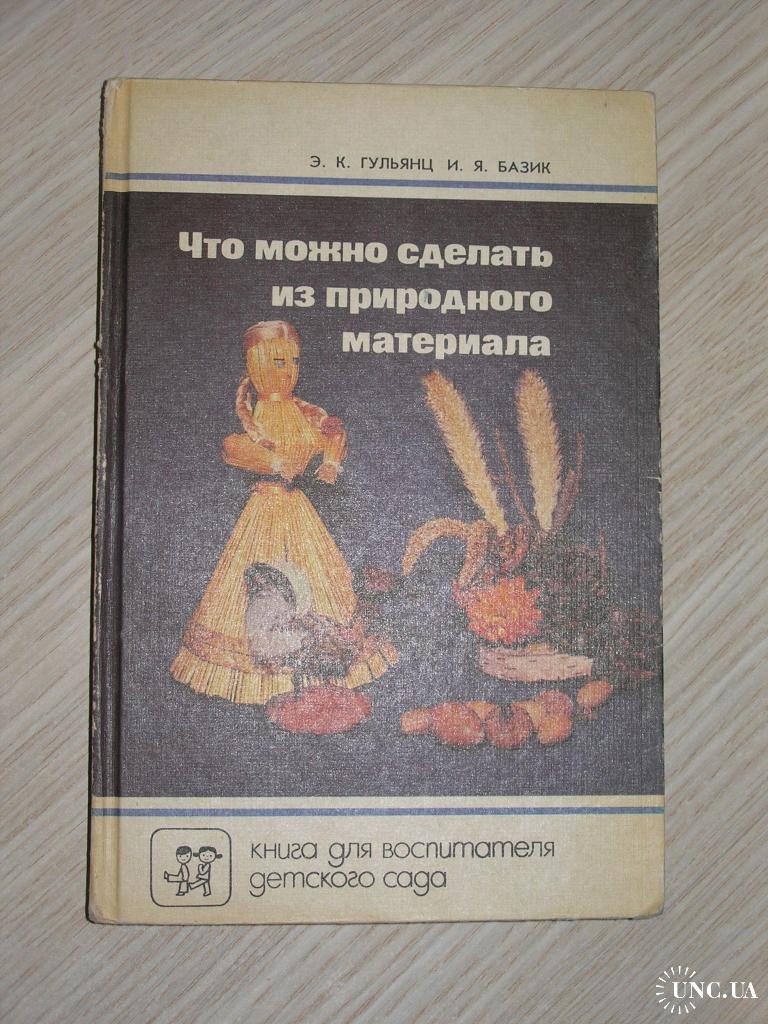 Э. К. ГУЛЬЯНЦ И. Я. БАЗИК
Что можно сделать
из природного
материала
книга для воспитателя
детского сада
UNC.UA